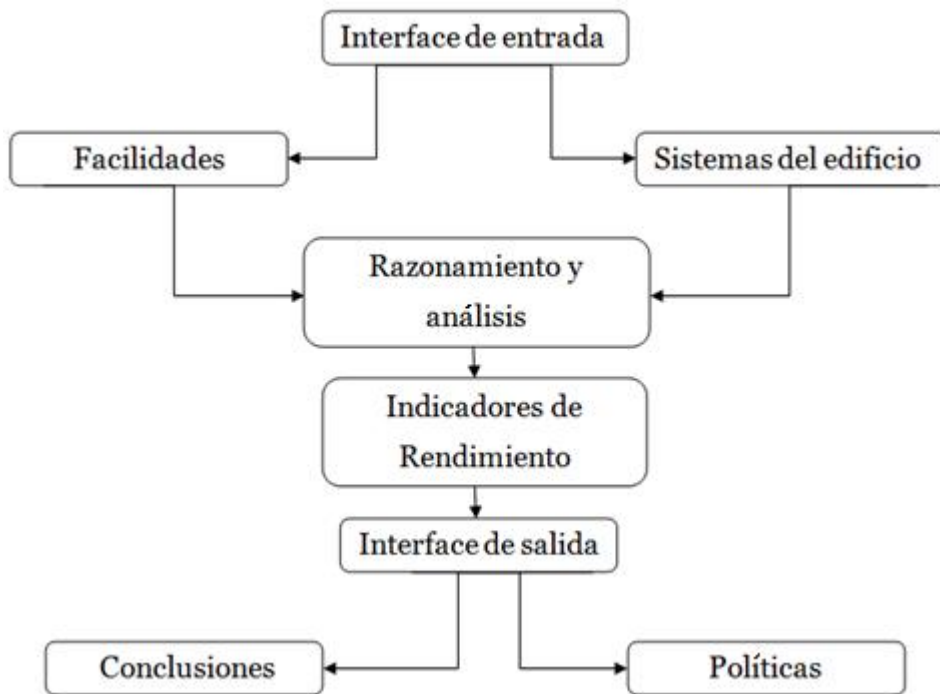 Interface de entrada
Facilidades
Sistemas del edificio
Razonamiento y
análisis
Indicadores de
Rendimiento
Interface de salida
Conclusiones
Políticas